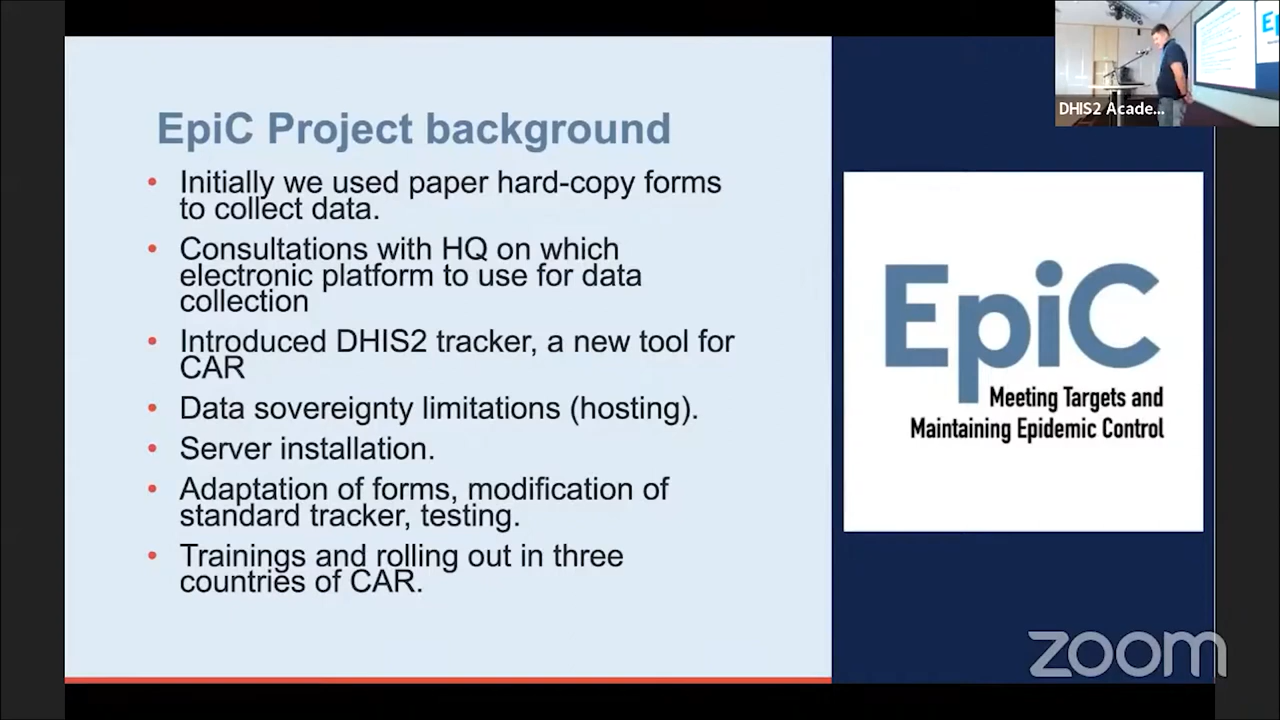 EpiC Project background
• Initially we used paper hard-copy forms
to collect data.
• Consultations with HQ on which
electronic platform to use for data
collection
• Introduced DHIS2 tracker, a new tool for
CAR
• Data sovereignty limitations (hosting).
• Server installation.
• Adaptation of forms, modification of
standard tracker, testing.
• Trainings and rolling out in three
countries of CAR.
EpiC
Meeting Targets and
Maintaining Epidemic Control
DHIS2 Acade...
zoom